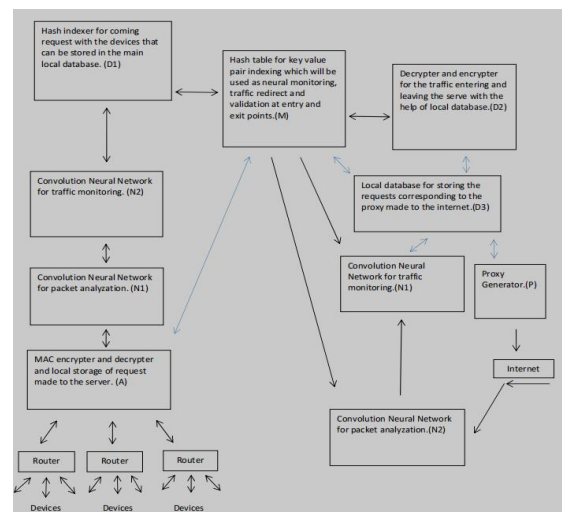 Hash indexer for coming
request with the devices that
can be stored in the main
local database. (D1)
Hash table for key value
pair indexing which will be
used as neural monitoring,
traffic redirect and
validation at entry and
exit points.(M)
Decrypter and encrypter
for the traffic entering and
leaving the serve with the
help of local database.(D2)
Convolution Neural Network
for traffic monitoring. (N2)
Local database for storing the
requests corresponding to the
proxy made to the internet.(D3)
Convolution Neural Network
for packet analyzation. (N1)
Convolution Neural
Network for traffic
monitoring.(N1)
Proxy
Generator.(P)
MAC encrypter and decrypter
and local storage of request
made to the server. (A)
Internet
Convolution Neural Network
for packet analyzation.(N2)
Router
Router
Router
Devices
Devices
Devices